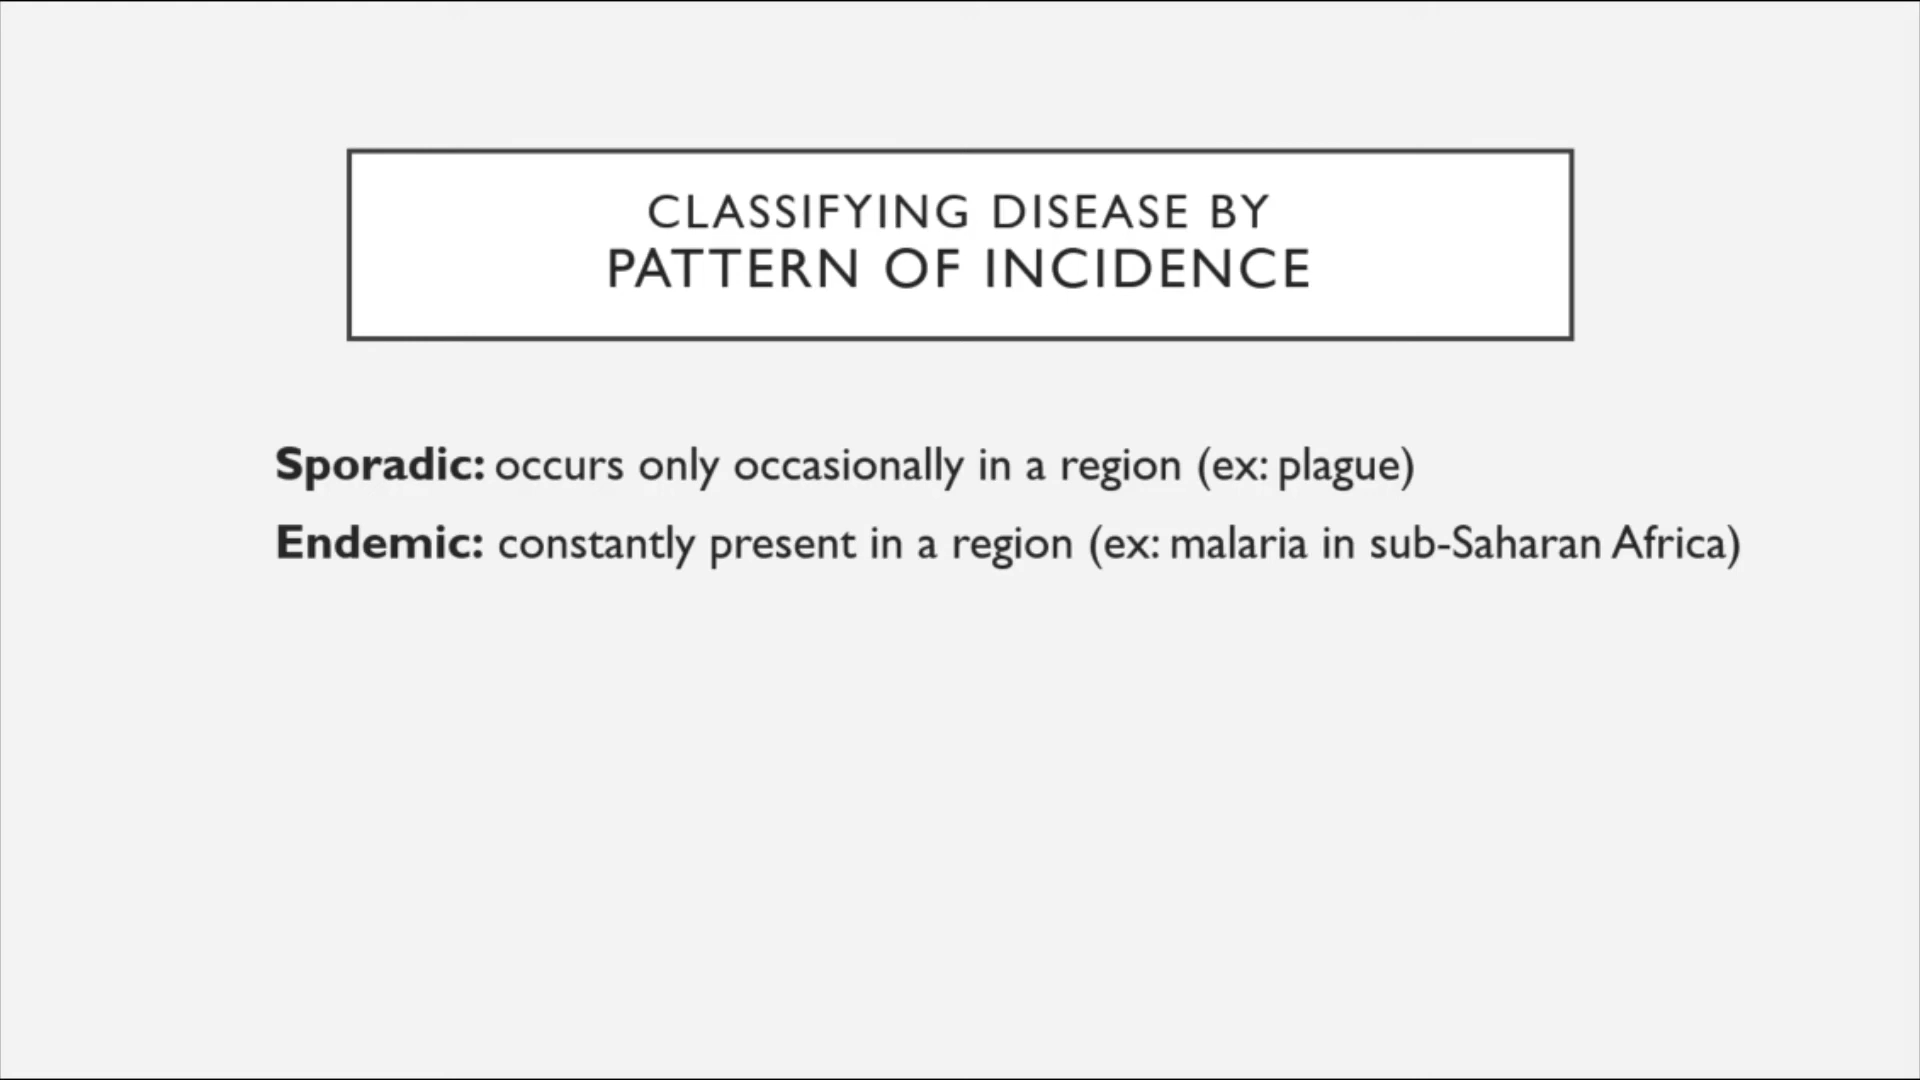 CLASSIFYING DISEASE BY
PATTERN OF INCIDENCE
Sporadic: occurs only occasionally in a region (ex: plague)
Endemic: constantly present in a region (ex: malaria in sub-Saharan Africa)